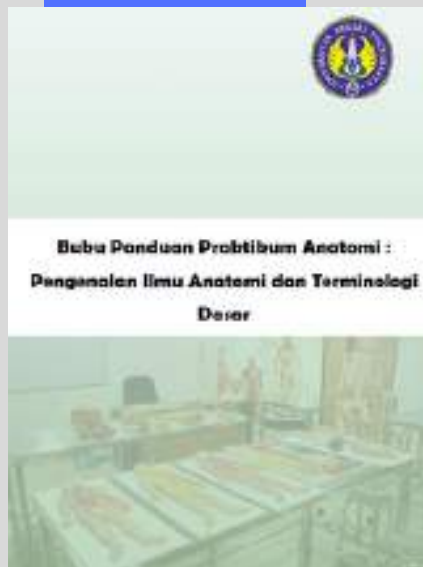 Buku Panduan Praktikum Anatomi :
Pengenalan Ilmu Anatomi dan Terminologi
Dasar